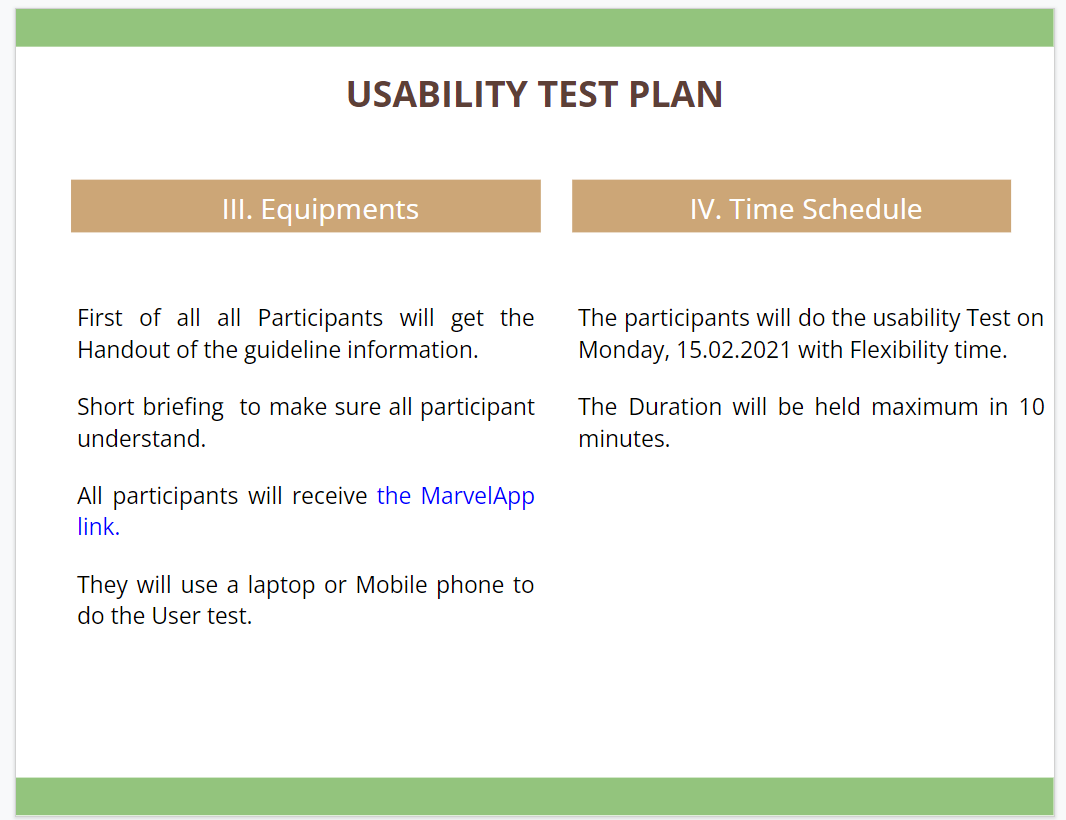 USABILITY TEST PLAN
III. Equipments
First of all all Participants will get the
Handout of the guideline information.
Short briefing  to make sure all participant
understand.
All participants will receive the MarvelApp
link.
They will use a laptop or Mobile phone to
do the User test.
IV. Time Schedule
The participants will do the usability Test on
Monday, 15.02.2021 with Flexibility time.
The Duration will be held maximum in 10
minutes.